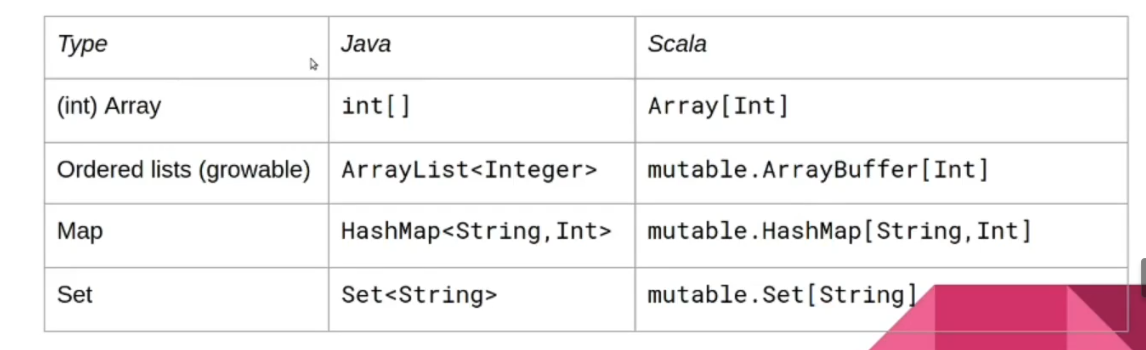 Type Java Scala
(int) Array int[] Array[Int]
Ordered lists (growable) ArrayList<Integer> mutable.ArrayBuffer[Int]
Map HashMap<String,Int> mutable.HashMap[String,Int]
Set Set<String> mutable.Set[String]